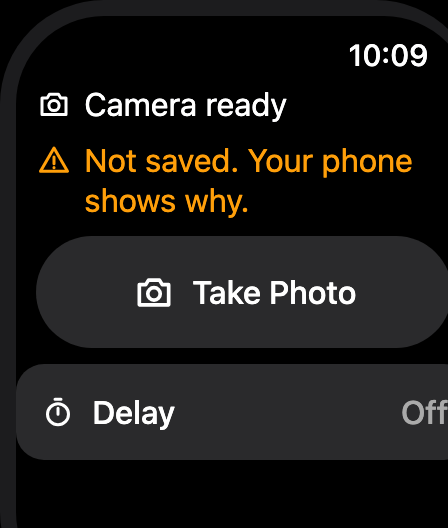 10:09
Camera ready
Not saved. Your phone
shows why.
Take Photo
Delay Off